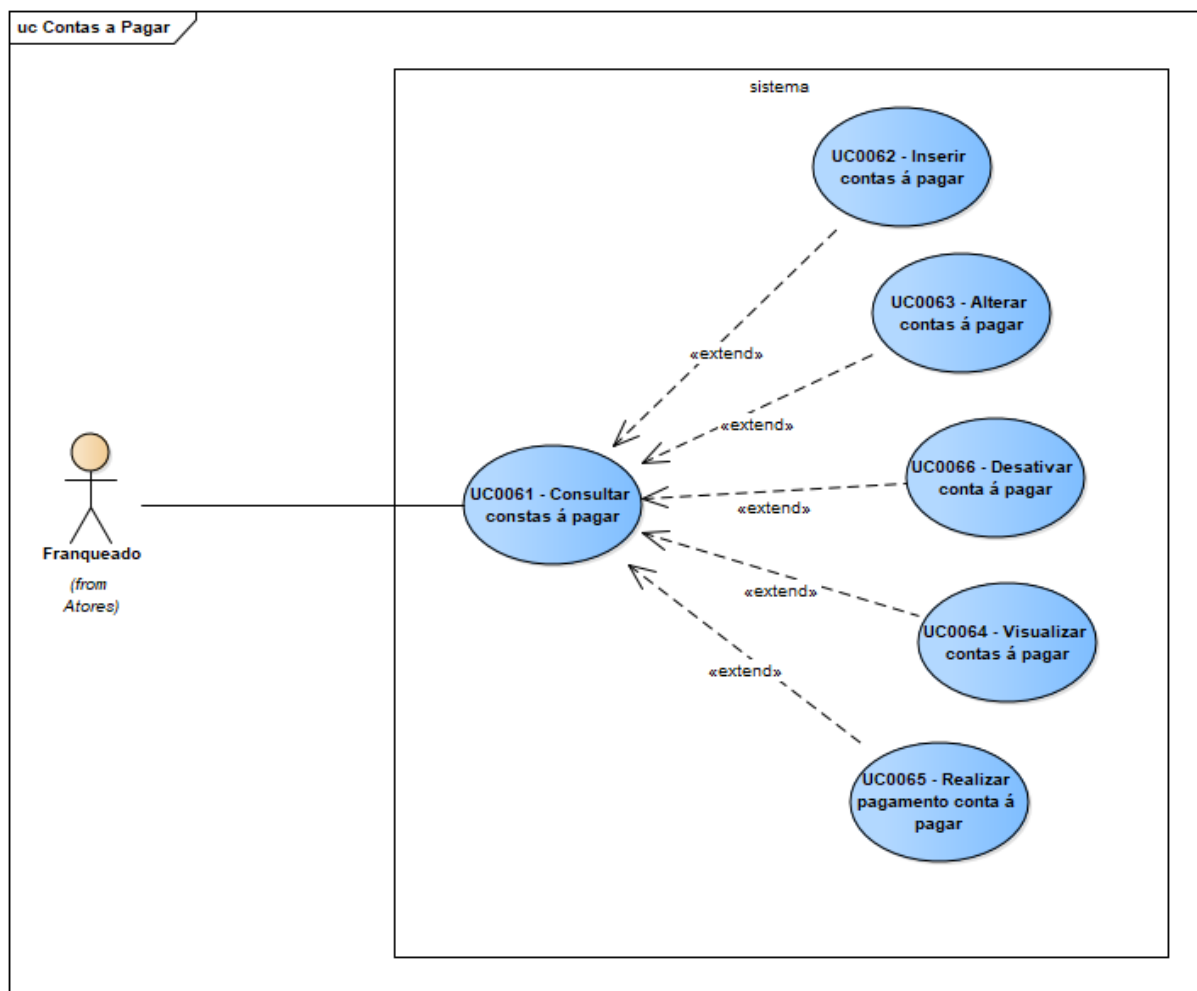 uc Contas a Pagar
sistema
UC0062 - Inserir
contas á pagar
UC0063 - Alterar
contas á pagar
«extend»
«extend»
UC0066 - Desativar
conta á pagar
UC0061 - Consultar
constas á pagar
«extend»
Franqueado
(from
Atores)
«extend»
UC0064 - Visualizar
contas á pagar
«extend»
UC0065 - Realizar
pagamento conta á
pagar